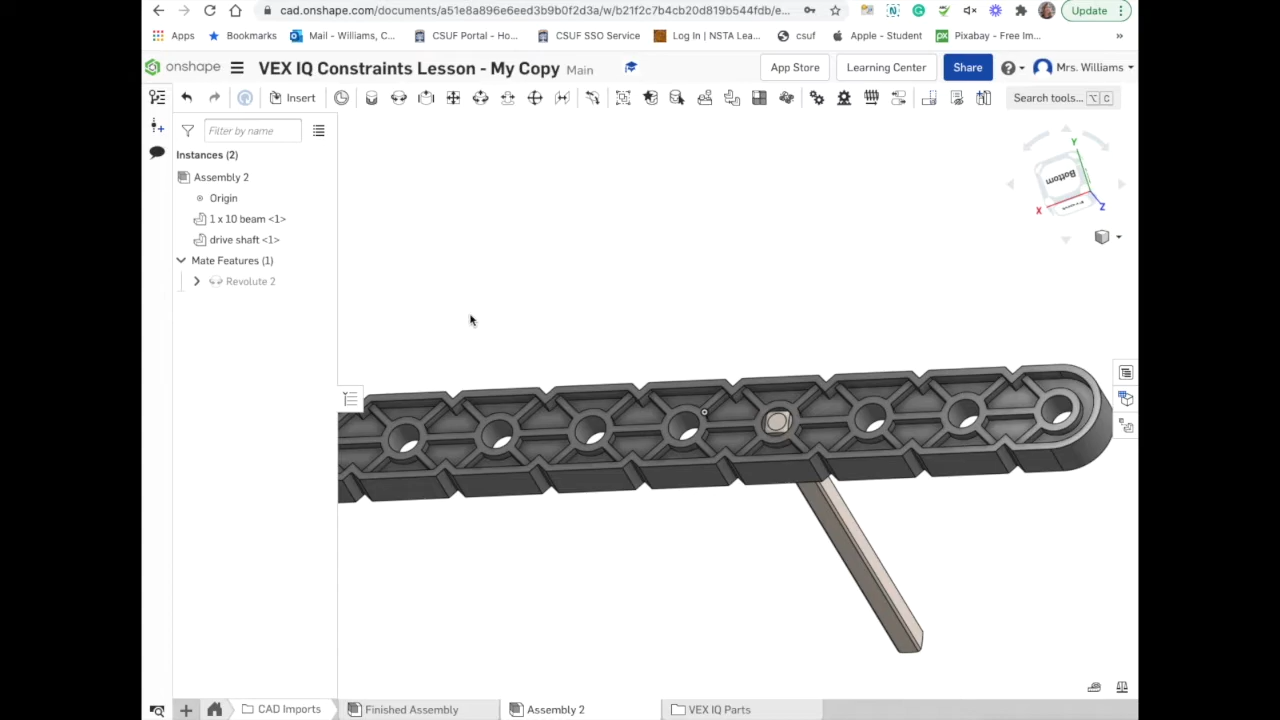 cad.onshape.com/documents/a51e8a896e6eed3b9b0f2d3a/w/b21f2c7b4cb20d819b544fdb/e...
Update
Apps
Bookmarks
Mail - Williams, C...
CSUF Portal - Ho...
CSUF SSO Service
Log In | NSTA Lea...
csuf
Apple - Student
Pixabay - Free Im...
»
onshape
VEX IQ Constraints Lesson - My Copy Main
App Store
Learning Center
Share
Mrs. Williams
Insert
Search tools... ⌥ C
Filter by name
Instances (2)
Assembly 2
Origin
1 x 10 beam <1>
drive shaft <1>
Mate Features (1)
Revolute 2
Y
Bottom
X
Z
CAD Imports
Finished Assembly
Assembly 2
VEX IQ Parts